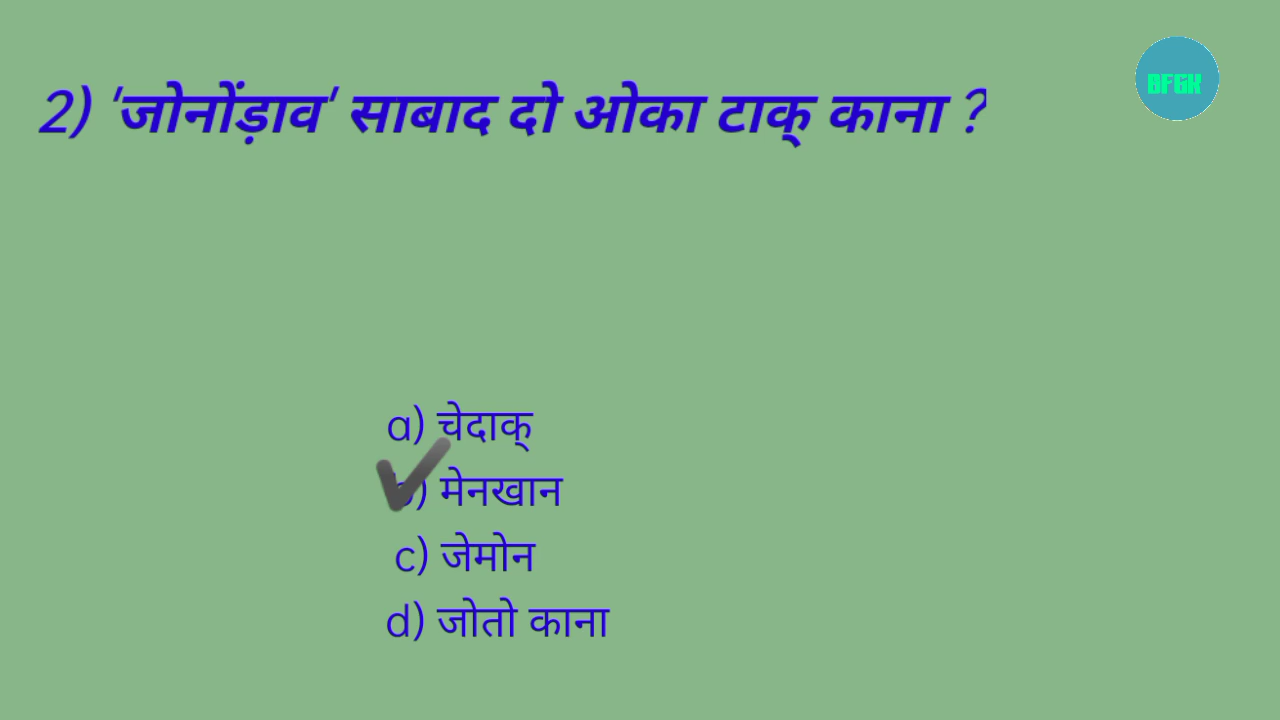 BFGK
2) 'जोनोंड़ाव' साबाद दो ओका टाक् काना ?
a) चेदाक्
b) मेनखान
c) जेमोन
d) जोतो काना